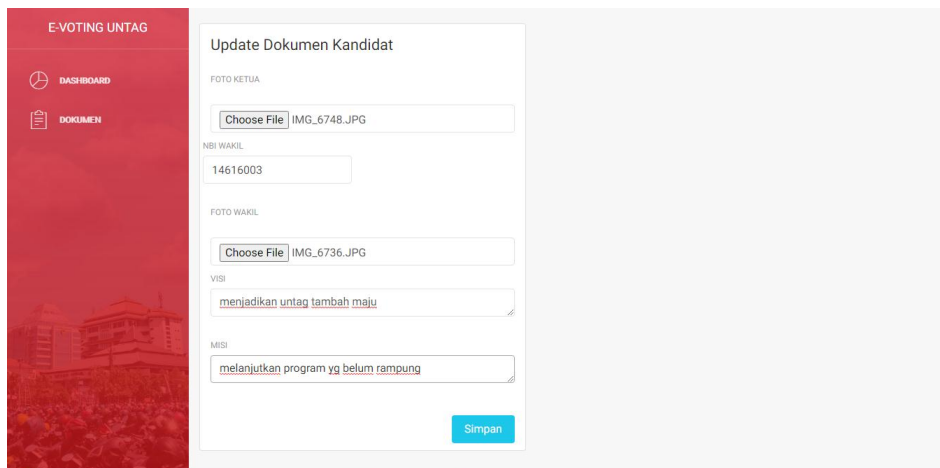 E-VOTING UNTAG
DASHBOARD
DOKUMEN
Update Dokumen Kandidat
FOTO KETUA
Choose File IMG_6748.JPG
NBI WAKIL
14616003
FOTO WAKIL
Choose File IMG_6736.JPG
VISI
menjadikan untag tambah maju
MISI
melanjutkan program yg belum rampung
Simpan